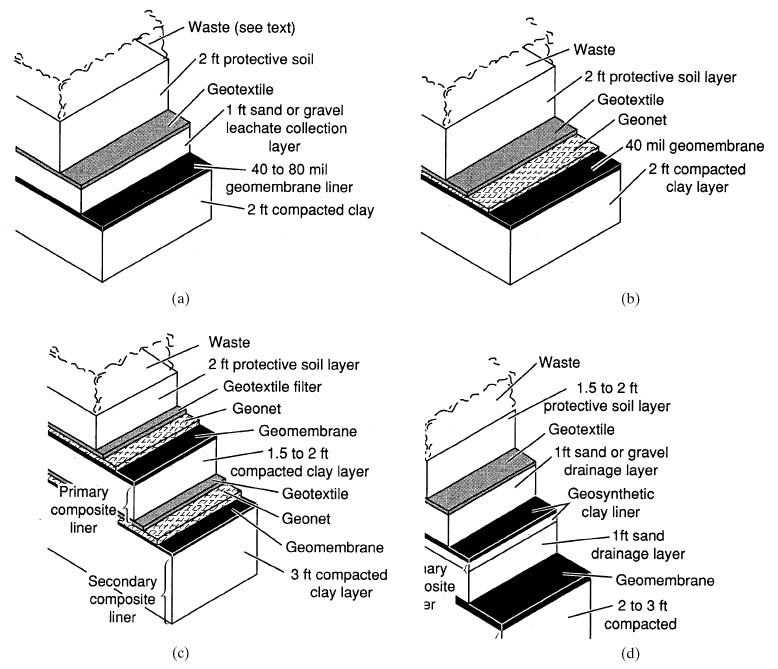 Waste (see text)
2 ft protective soil
Geotextile
1 ft sand or gravel
leachate collection
layer
40 to 80 mil
geomembrane liner
2 ft compacted clay
(a)
Waste
2 ft protective soil layer
Geotextile
Geonet
40 mil geomembrane
2 ft compacted
clay layer
(b)
Waste
2 ft protective soil layer
Geotextile filter
Geonet
Geomembrane
1.5 to 2 ft
compacted clay layer
Geotextile
Geonet
Geomembrane
3 ft compacted
clay layer
Primary
composite
liner
Secondary
composite
liner
(c)
Waste
1.5 to 2 ft
protective soil layer
Geotextile
1ft sand or gravel
drainage layer
Geosynthetic
clay liner
1ft sand
drainage layer
Geomembrane
2 to 3 ft
compacted
(d)